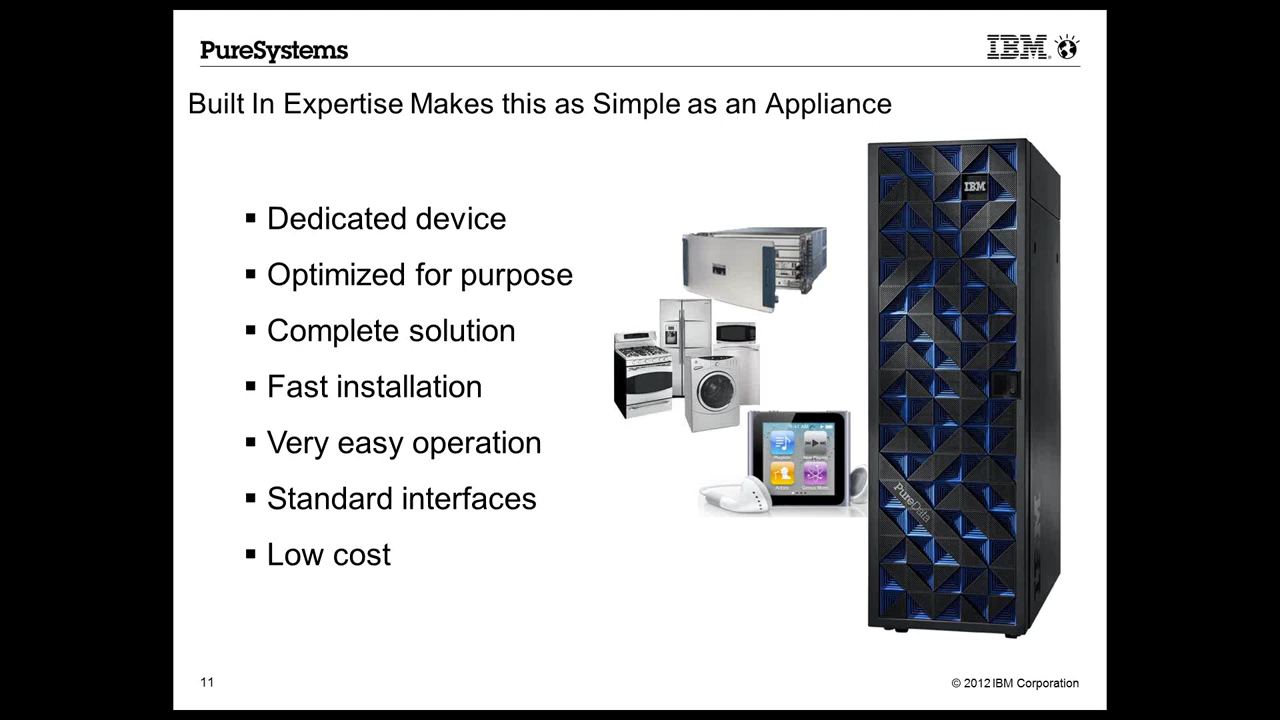 PureSystems
IBM
Built In Expertise Makes this as Simple as an Appliance
▪ Dedicated device
▪ Optimized for purpose
▪ Complete solution
▪ Fast installation
▪ Very easy operation
▪ Standard interfaces
▪ Low cost
IBM
PureData
IBM
11
© 2012 IBM Corporation